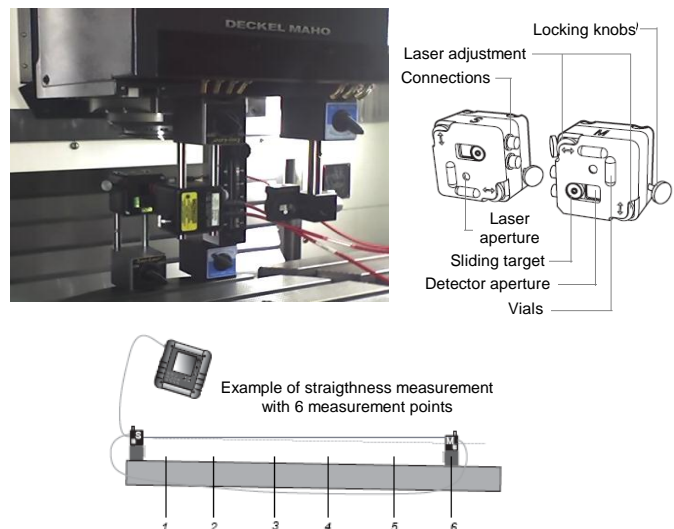 DECKEL MAHO
Locking knobs
Laser adjustment
Connections
S
M
Laser
aperture
Sliding target
Detector aperture
Vials
Example of straigthness measurement
with 6 measurement points
S
M
1 2 3 4 5 6